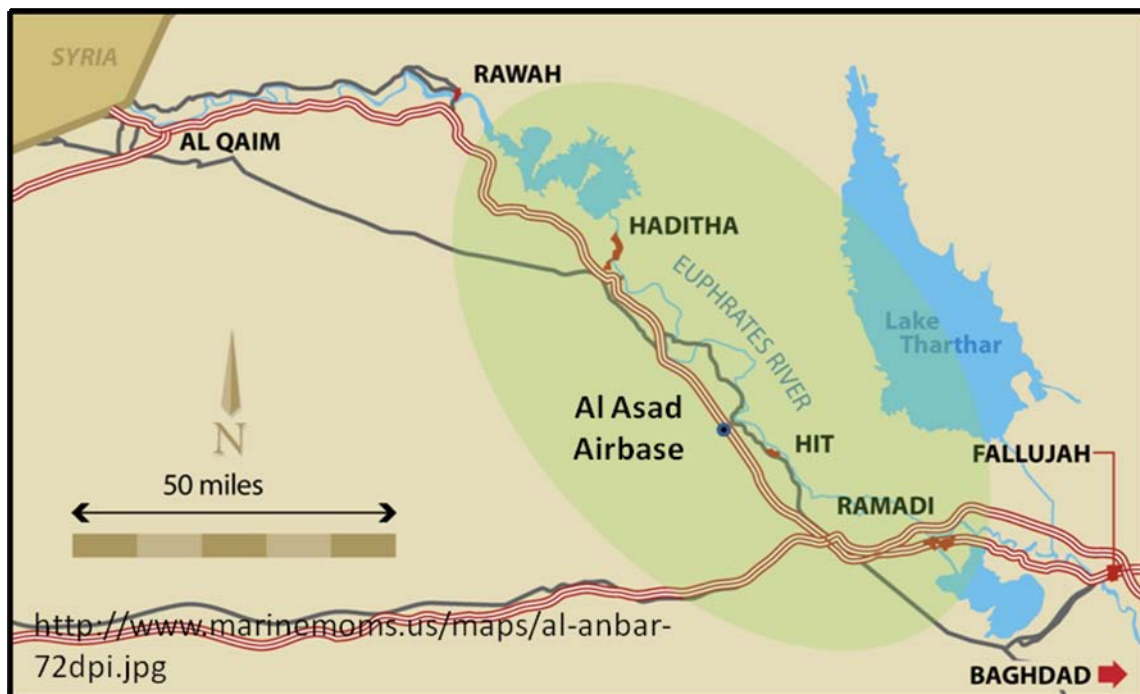 SYRIA
RAWAH
AL QAIM
HADITHA
EUPHRATES RIVER
Lake
Tharthar
Al Asad
Airbase
N
HIT
FALLUJAH
50 miles
RAMADI
http://www.marinemoms.us/maps/al-anbar-
72dpi.jpg
BAGHDAD